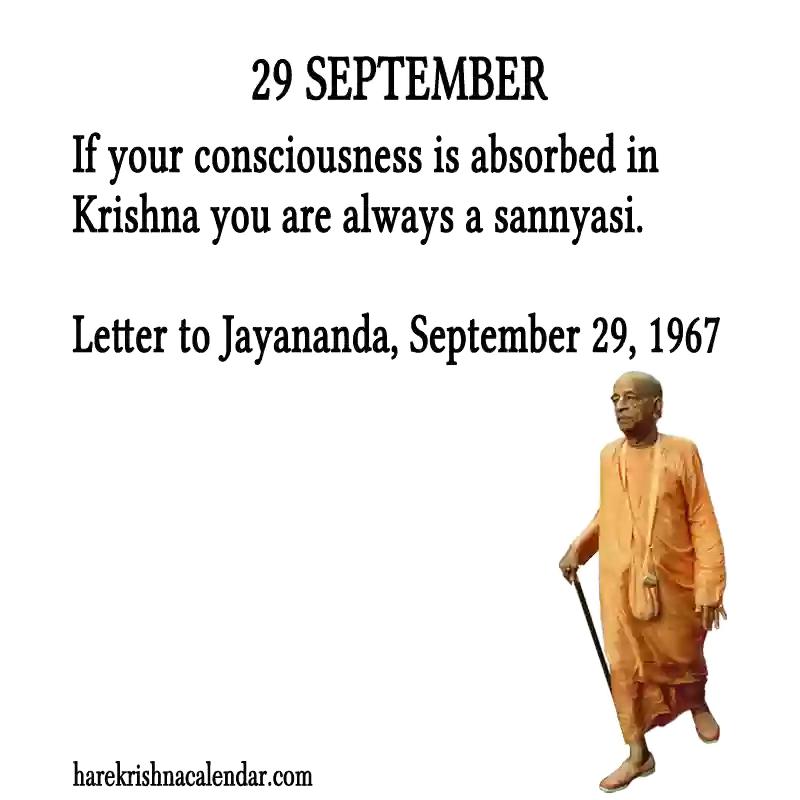 29 SEPTEMBER
If your consciousness is absorbed in
Krishna you are always a sannyasi.
Letter to Jayananda, September 29, 1967
harekrishnacalendar.com